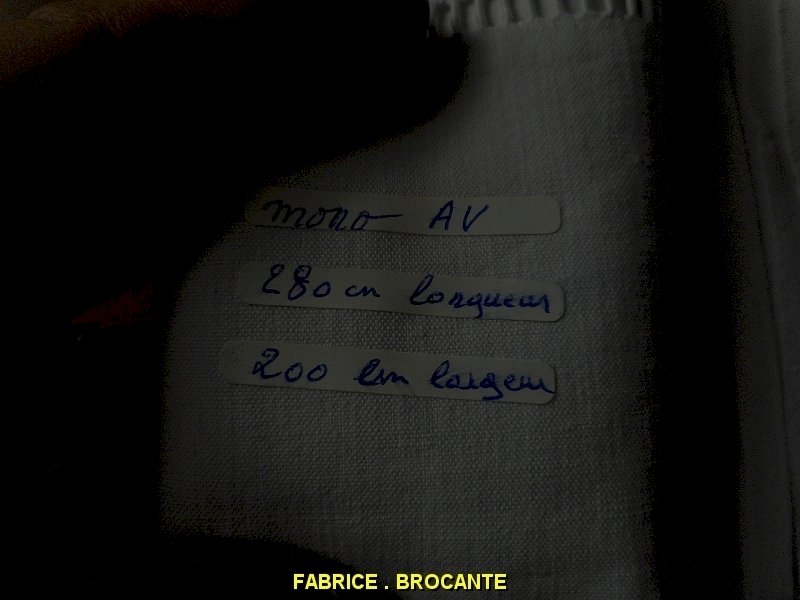 mono AV
280 cm longueur
200 cm largeur
FABRICE . BROCANTE